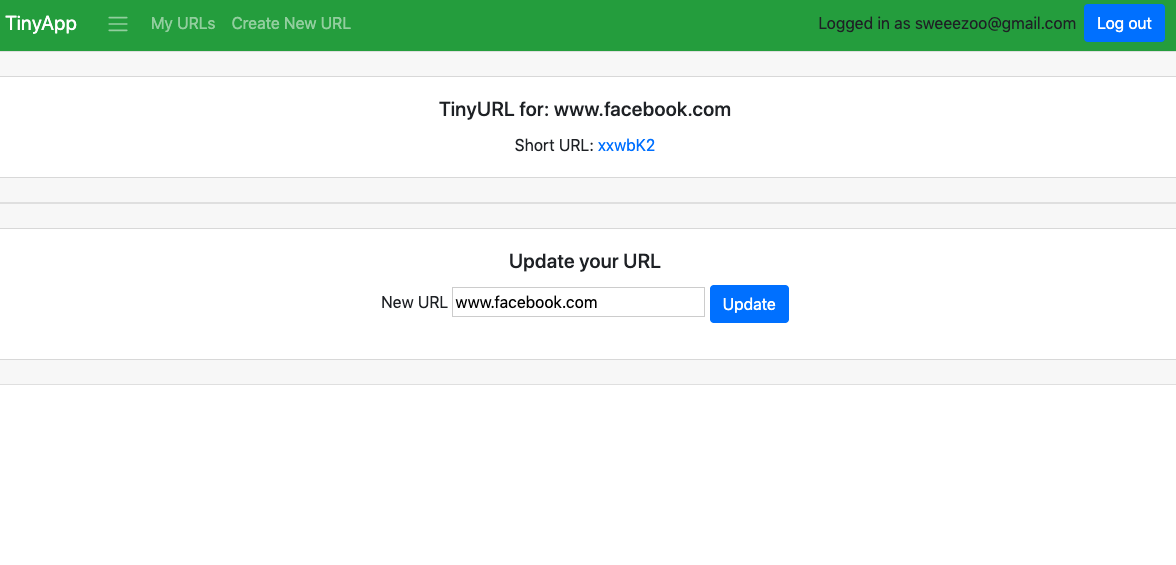 TinyApp My URLs Create New URL Logged in as sweeezoo@gmail.com Log out
TinyURL for: www.facebook.com
Short URL: xxwbK2
Update your URL
New URL www.facebook.com Update